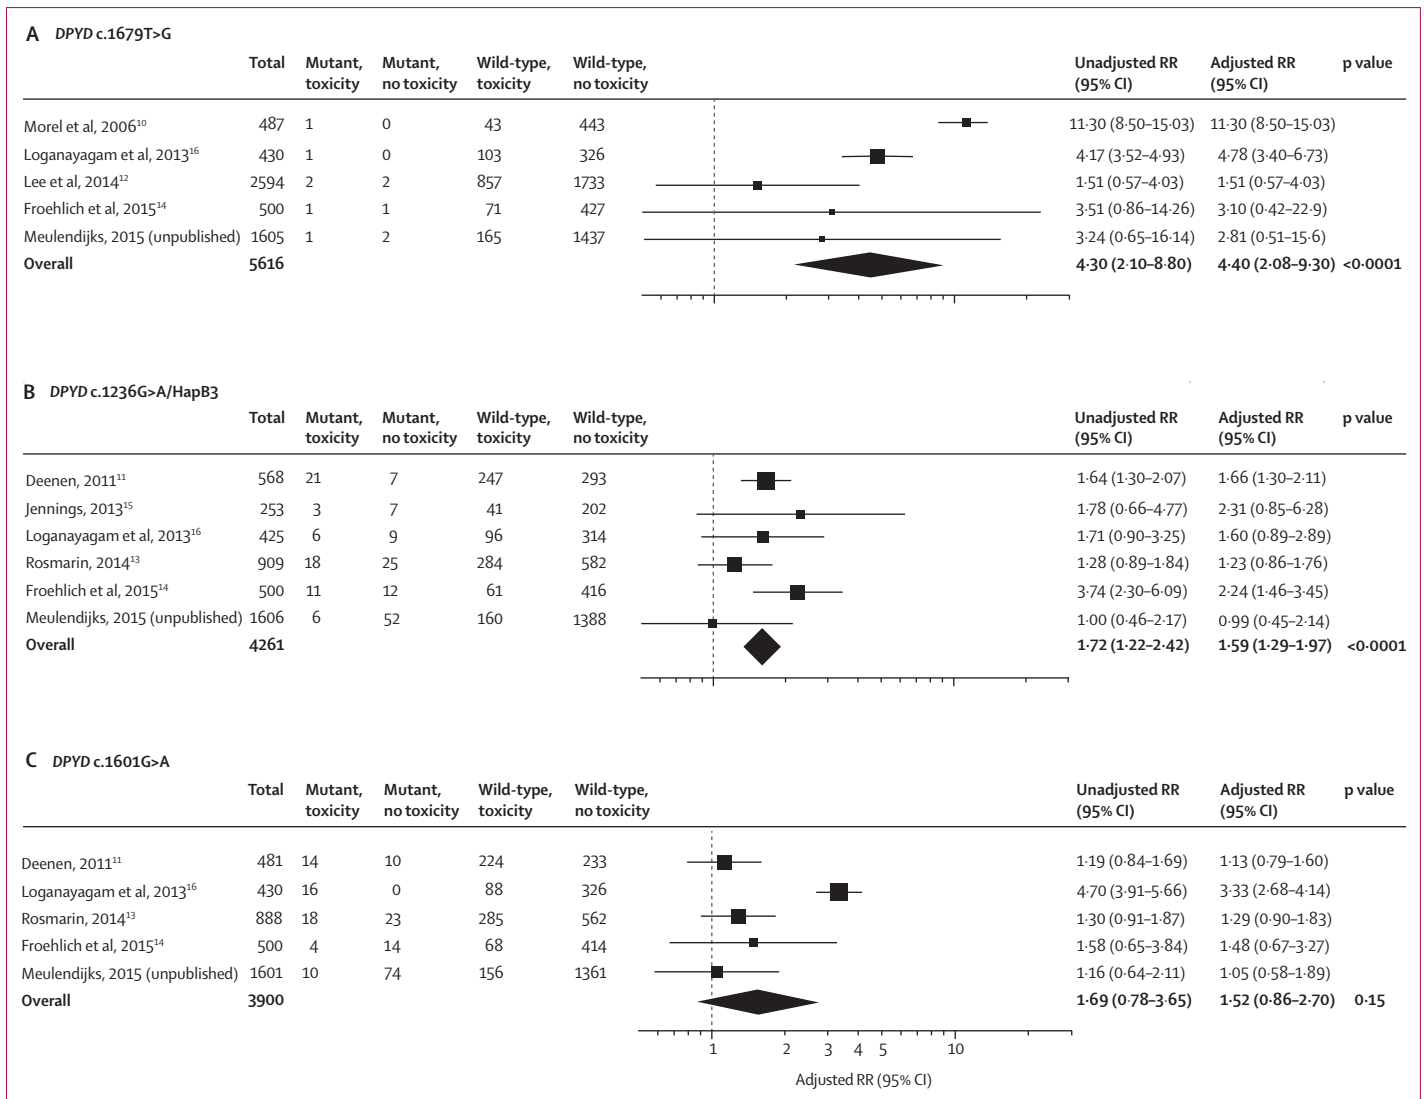 A DPYD c.1679T>G
Total Mutant, Mutant, Wild-type, Wild-type, Unadjusted RR Adjusted RR p value
toxicity no toxicity toxicity no toxicity (95% CI) (95% CI)
Morel et al, 2006¹⁰ 487 1 0 43 443 11·30 (8·50–15·03) 11·30 (8·50–15·03)
Loganayagam et al, 2013¹⁶ 430 1 0 103 326 4·17 (3·52–4·93) 4·78 (3·40–6·73)
Lee et al, 2014¹² 2594 2 2 857 1733 1·51 (0·57–4·03) 1·51 (0·57–4·03)
Froehlich et al, 2015¹⁴ 500 1 1 71 427 3·51 (0·86–14·26) 3·10 (0·42–22·9)
Meulendijks, 2015 (unpublished) 1605 1 2 165 1437 3·24 (0·65–16·14) 2·81 (0·51–15·6)
Overall 5616 4·30 (2·10–8·80) 4·40 (2·08–9·30) <0·0001
B DPYD c.1236G>A/HapB3
Total Mutant, Mutant, Wild-type, Wild-type, Unadjusted RR Adjusted RR p value
toxicity no toxicity toxicity no toxicity (95% CI) (95% CI)
Deenen, 2011¹¹ 568 21 7 247 293 1·64 (1·30–2·07) 1·66 (1·30–2·11)
Jennings, 2013¹⁵ 253 3 7 41 202 1·78 (0·66–4·77) 2·31 (0·85–6·28)
Loganayagam et al, 2013¹⁶ 425 6 9 96 314 1·71 (0·90–3·25) 1·60 (0·89–2·89)
Rosmarin, 2014¹³ 909 18 25 284 582 1·28 (0·89–1·84) 1·23 (0·86–1·76)
Froehlich et al, 2015¹⁴ 500 11 12 61 416 3·74 (2·30–6·09) 2·24 (1·46–3·45)
Meulendijks, 2015 (unpublished) 1606 6 52 160 1388 1·00 (0·46–2·17) 0·99 (0·45–2·14)
Overall 4261 1·72 (1·22–2·42) 1·59 (1·29–1·97) <0·0001
C DPYD c.1601G>A
Total Mutant, Mutant, Wild-type, Wild-type, Unadjusted RR Adjusted RR p value
toxicity no toxicity toxicity no toxicity (95% CI) (95% CI)
Deenen, 2011¹¹ 481 14 10 224 233 1·19 (0·84–1·69) 1·13 (0·79–1·60)
Loganayagam et al, 2013¹⁶ 430 16 0 88 326 4·70 (3·91–5·66) 3·33 (2·68–4·14)
Rosmarin, 2014¹³ 888 18 23 285 562 1·30 (0·91–1·87) 1·29 (0·90–1·83)
Froehlich et al, 2015¹⁴ 500 4 14 68 414 1·58 (0·65–3·84) 1·48 (0·67–3·27)
Meulendijks, 2015 (unpublished) 1601 10 74 156 1361 1·16 (0·64–2·11) 1·05 (0·58–1·89)
Overall 3900 1·69 (0·78–3·65) 1·52 (0·86–2·70) 0·15
1 2 3 4 5 10
Adjusted RR (95% CI)